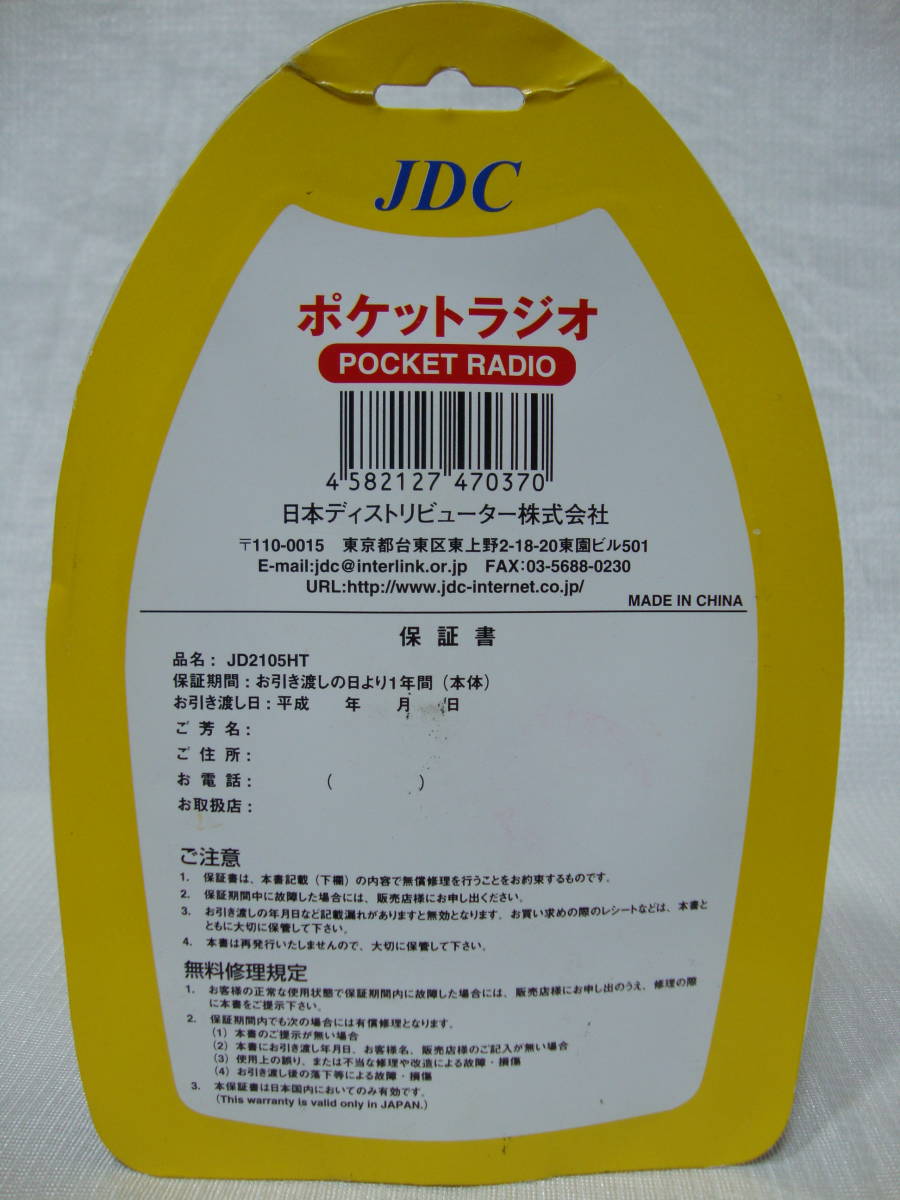 JDC
ポケットラジオ
POCKET RADIO
4 582127 470370
日本ディストリビューター株式会社
〒110-0015 東京都台東区東上野2-18-20東園ビル501
E-mail:jdc@interlink.or.jp FAX:03-5688-0230
URL:http://www.jdc-internet.co.jp/
MADE IN CHINA
保証書
品名: JD2105HT
保証期間:お引き渡しの日より1年間(本体)
お引き渡し日:平成 年 月 日
ご芳名:
ご住所:
お電話: ( )
お取扱店:
ご注意
1. 保証書は、本書記載(下欄)の内容で無償修理を行うことをお約束するものです。
2. 保証期間中に故障した場合には、販売店様にお申し出ください。
3. お引き渡しの年月日など記載漏れがありますと無効となります。お買い求めの際のレシートなどは、本書と
ともに大切に保管して下さい。
4. 本書は再発行いたしませんので、大切に保管して下さい。
無料修理規定
1. お客様の正常な使用状態で保証期間内に故障した場合には、販売店様にお申し出のうえ、修理の際
に本書をご提示下さい。
2. 保証期間内でも次の場合には有償修理となります。
(1) 本書のご提示が無い場合
(2) 本書にお引き渡し年月日、お客様名、販売店様のご記入が無い場合
(3) 使用上の誤り、または不当な修理や改造による故障・損傷
(4) お引き渡し後の落下等による故障・損傷
3. 本保証書は日本国内においてのみ有効です。
(This warranty is valid only in JAPAN.)